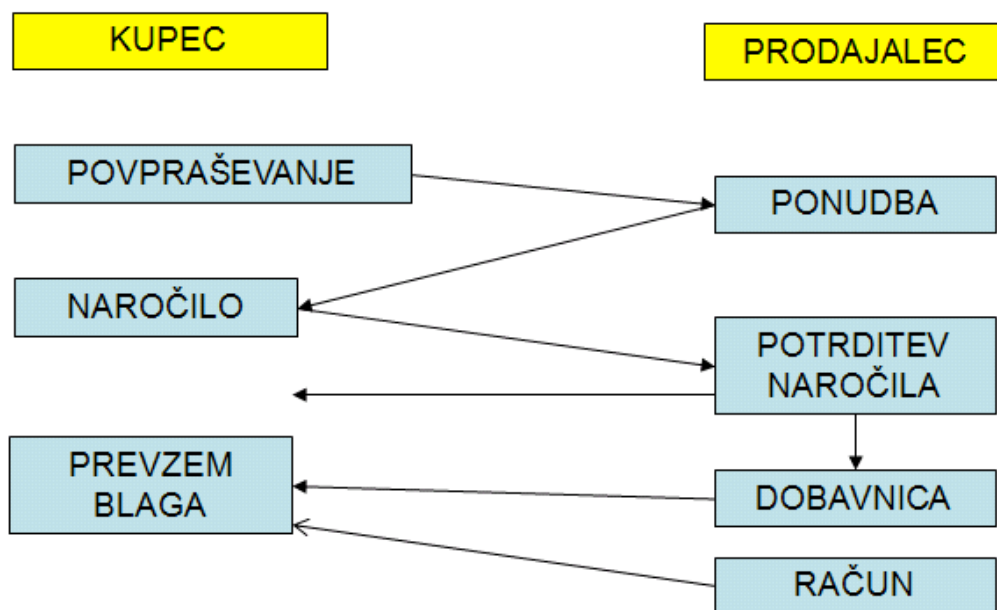 KUPEC
PRODAJALEC
POVPRAŠEVANJE
PONUDBA
NAROČILO
POTRDITEV
NAROČILA
PREVZEM
BLAGA
DOBAVNICA
RAČUN